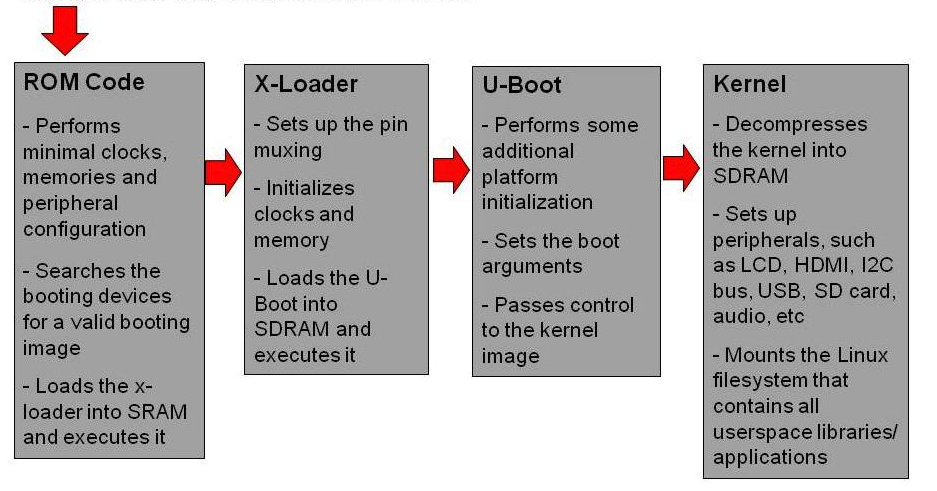 ROM Code
- Performs
minimal clocks,
memories and
peripheral
configuration
- Searches the
booting devices
for a valid booting
image
- Loads the x-
loader into SRAM
and executes it
X-Loader
- Sets up the pin
muxing
- Initializes
clocks and
memory
- Loads the U-
Boot into
SDRAM and
executes it
U-Boot
- Performs some
additional
platform
initialization
- Sets the boot
arguments
- Passes control
to the kernel
image
Kernel
- Decompresses
the kernel into
SDRAM
- Sets up
peripherals, such
as LCD, HDMI, I2C
bus, USB, SD card,
audio, etc
- Mounts the Linux
filesystem that
contains all
userspace libraries/
applications